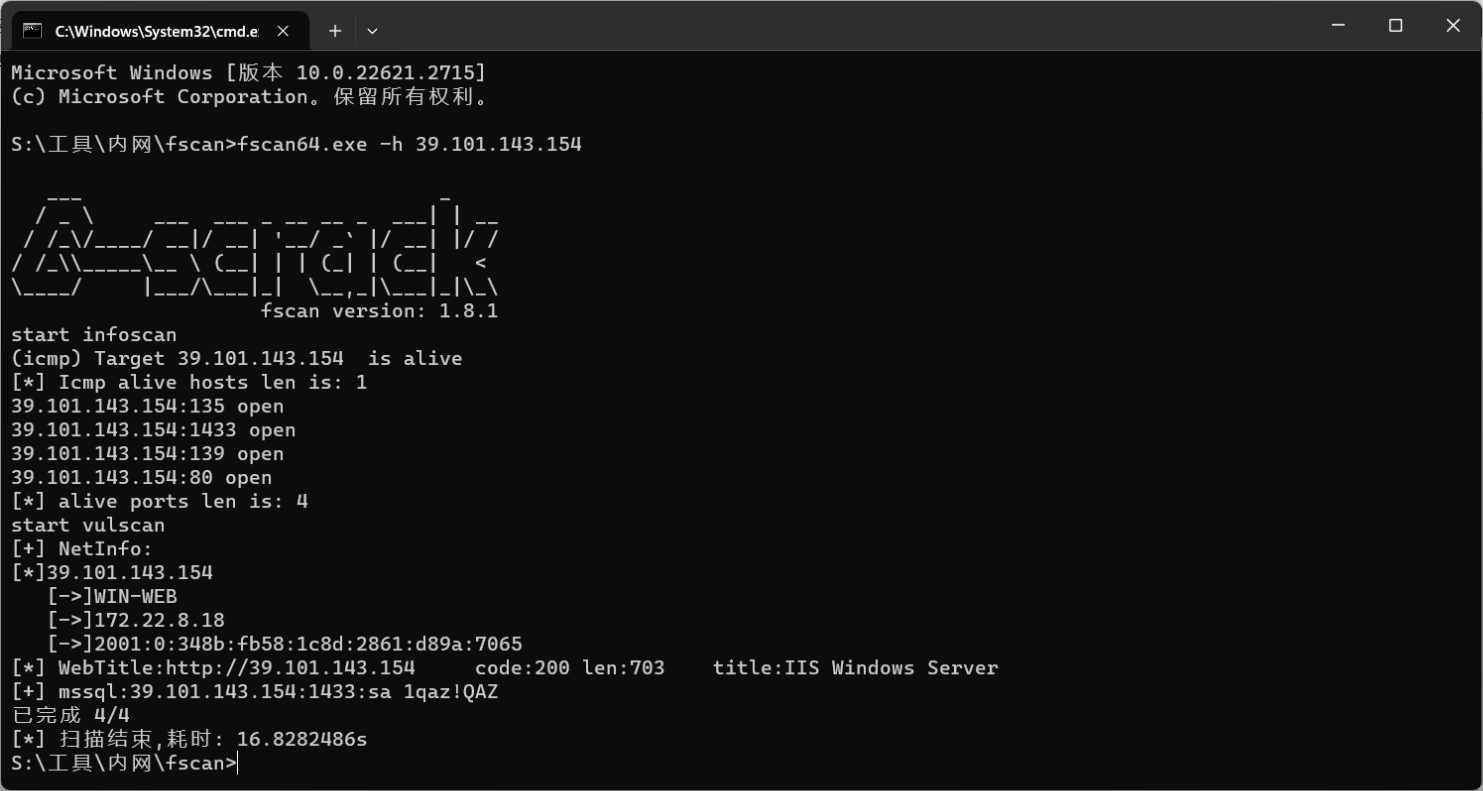 C:\Windows\System32\cmd.e
Microsoft Windows [版本 10.0.22621.2715]
(c) Microsoft Corporation。保留所有权利。
S:\工具\内网\fscan>fscan64.exe -h 39.101.143.154
   ___                              _
  / _ \     ___  ___ _ __ __ _  ___| | __
 / /_\/____/ __|/ __| '__/ _` |/ __| |/ /
/ /_\\_____\__ \ (__| | | (_| | (__|   <
\____/     |___/\___|_|  \__,_|\___|_|\_\
                     fscan version: 1.8.1
start infoscan
(icmp) Target 39.101.143.154  is alive
[*] Icmp alive hosts len is: 1
39.101.143.154:135 open
39.101.143.154:1433 open
39.101.143.154:139 open
39.101.143.154:80 open
[*] alive ports len is: 4
start vulscan
[+] NetInfo:
[*]39.101.143.154
   [->]WIN-WEB
   [->]172.22.8.18
   [->]2001:0:348b:fb58:1c8d:2861:d89a:7065
[*] WebTitle:http://39.101.143.154     code:200 len:703    title:IIS Windows Server
[+] mssql:39.101.143.154:1433:sa 1qaz!QAZ
已完成 4/4
[*] 扫描结束,耗时: 16.8282486s
S:\工具\内网\fscan>